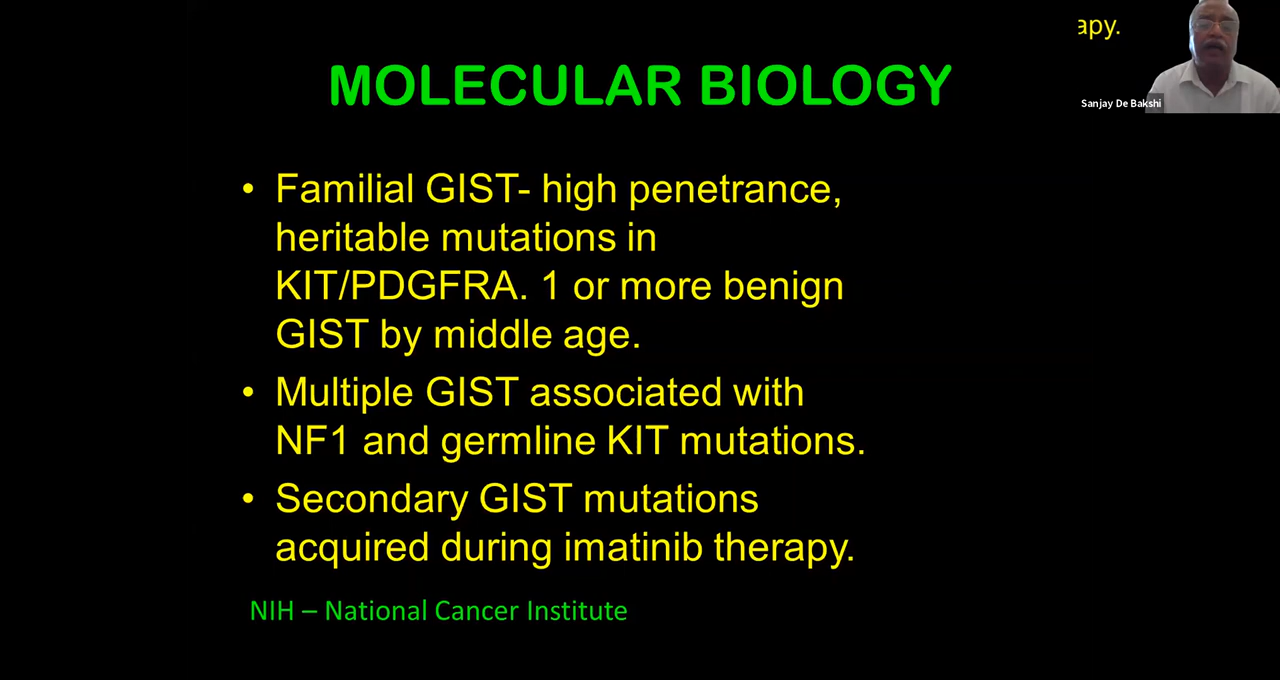 apy.
Sanjay De Bakshi
MOLECULAR BIOLOGY
• Familial GIST- high penetrance,
heritable mutations in
KIT/PDGFRA. 1 or more benign
GIST by middle age.
• Multiple GIST associated with
NF1 and germline KIT mutations.
• Secondary GIST mutations
acquired during imatinib therapy.
NIH – National Cancer Institute